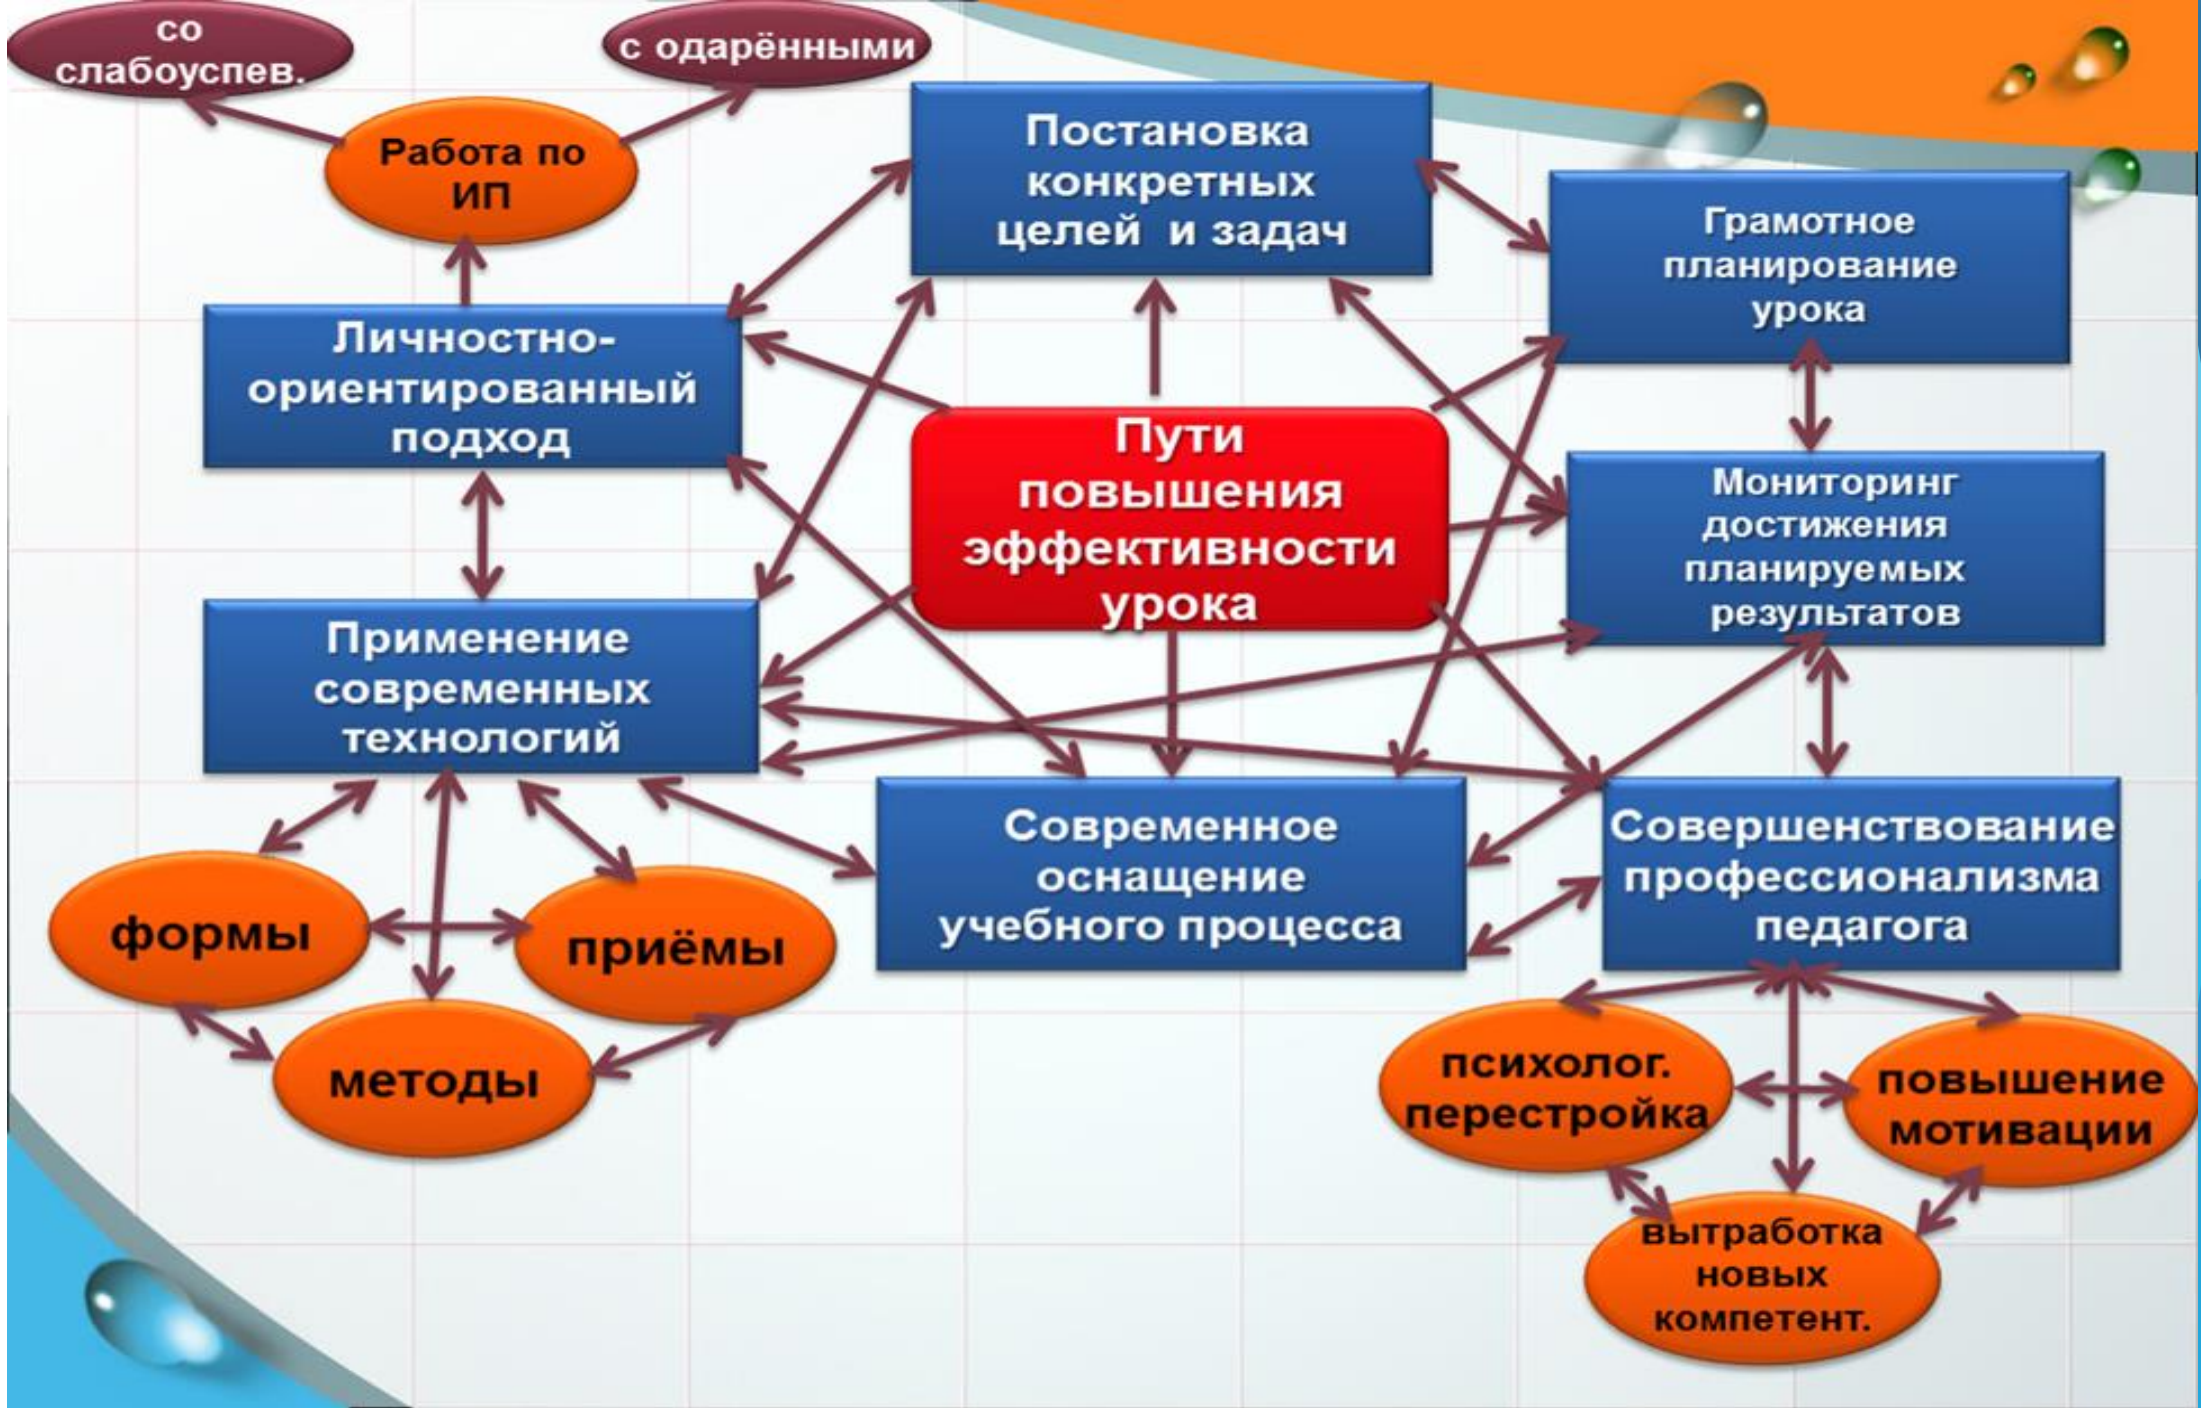 со
слабоуспев.
с одарёнными
Работа по
ИП
Постановка
конкретных
целей и задач
Грамотное
планирование
урока
Личностно-
ориентированный
подход
Пути
повышения
эффективности
урока
Мониторинг
достижения
планируемых
результатов
Применение
современных
технологий
Современное
оснащение
учебного процесса
Совершенствование
профессионализма
педагога
формы
приёмы
методы
психолог.
перестройка
повышение
мотивации
вытработка
новых
компетент.